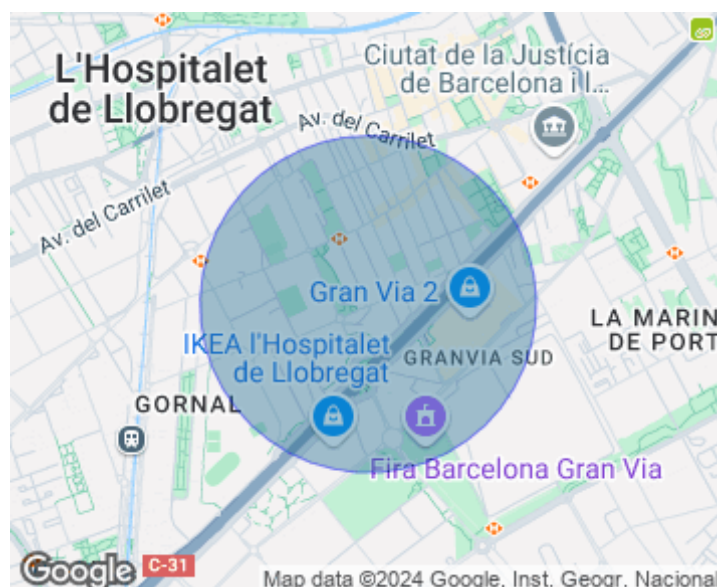 L'Hospitalet
de Llobregat
Ciutat de la Justícia
de Barcelona i l...
Av. del Carrilet
Av. del Carrilet
Gran Via 2
LA MARIN
DE PORT
IKEA l'Hospitalet
de Llobregat
GRANVIA SUD
GORNAL
Fira Barcelona Gran Via
Google
C-31
Map data ©2024 Google, Inst. Geogr. Nacional